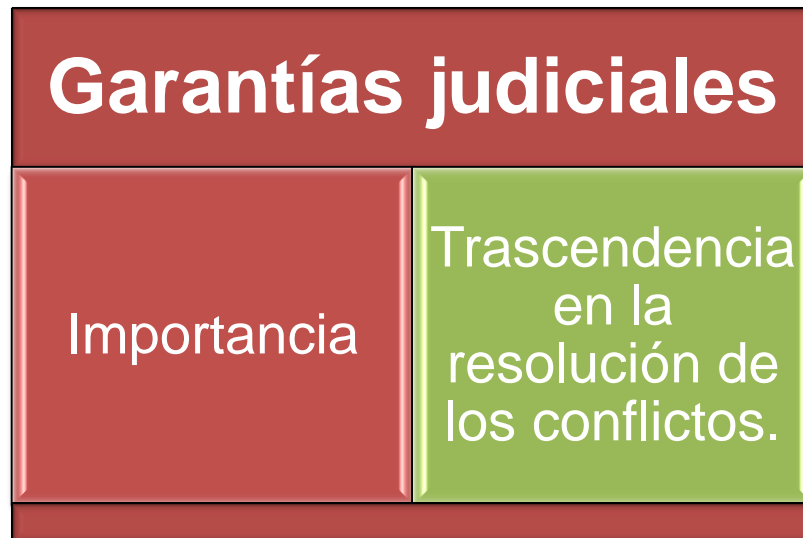 Garantías judiciales
Importancia
Trascendencia
en la
resolución de
los conflictos.